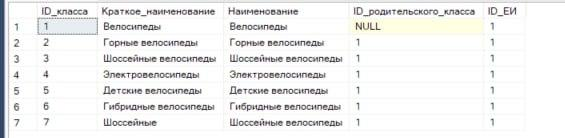 ID_класса Краткое_наименование Наименование ID_родительского_класса ID_ЕИ
1 1 Велосипеды Велосипеды NULL 1
2 2 Горные велосипеды Горные велосипеды 1 1
3 3 Шоссейные велосипеды Шоссейные велосипеды 1 1
4 4 Электровелосипеды Электровелосипеды 1 1
5 5 Детские велосипеды Детские велосипеды 1 1
6 6 Гибридные велосипеды Гибридные велосипеды 1 1
7 7 Шоссейные Шоссейные велосипеды 1 1